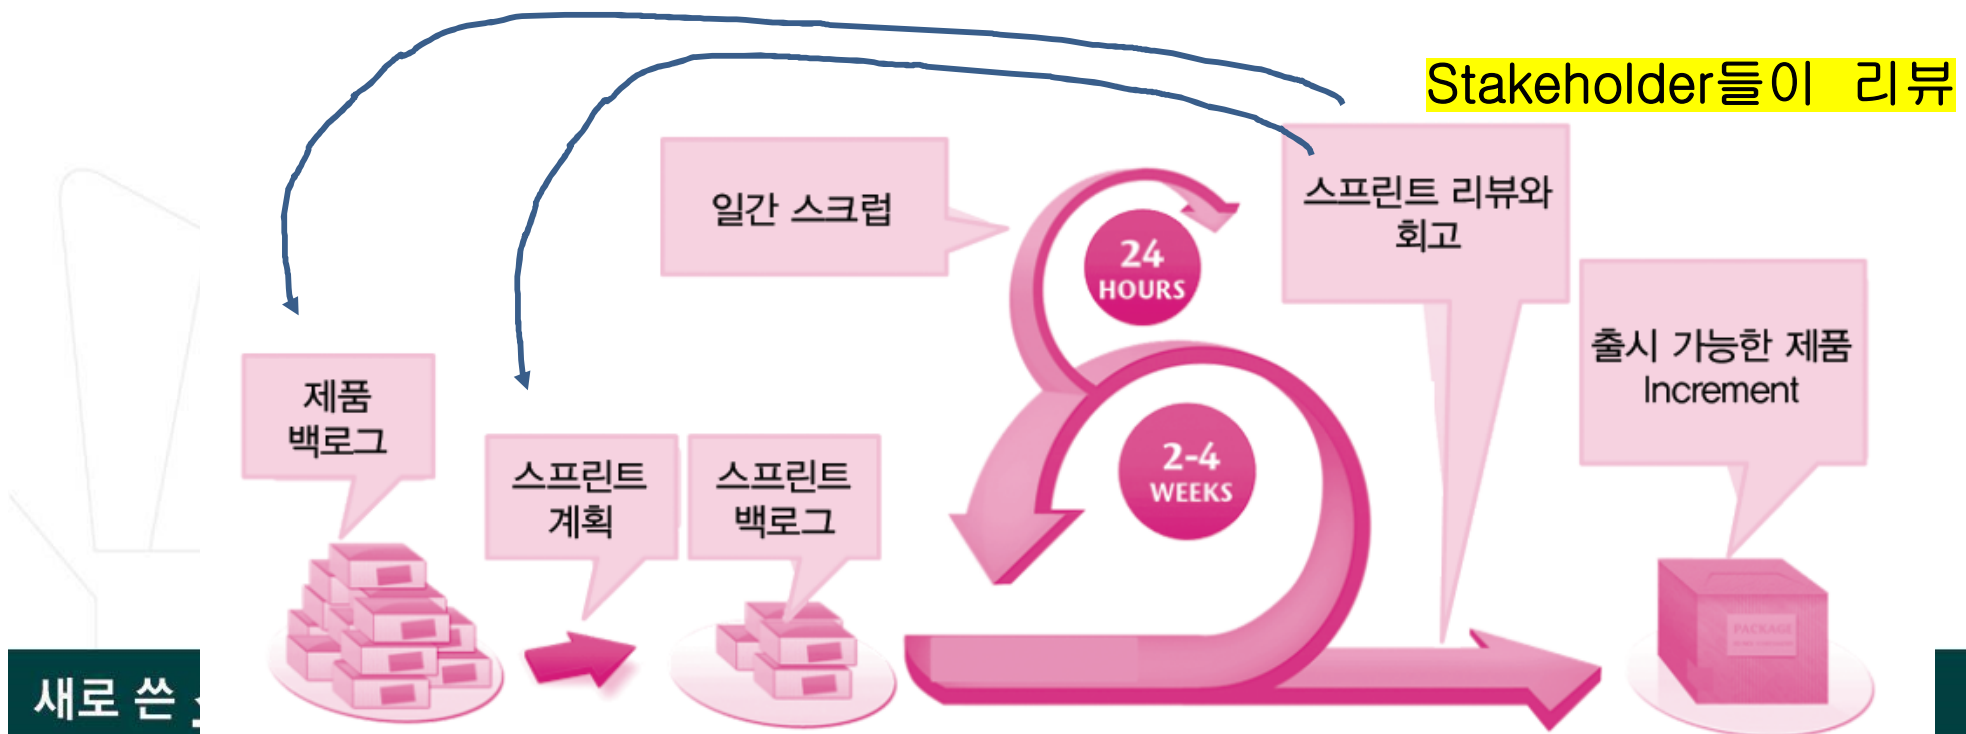 Stakeholder들이 리뷰
일간 스크럽
24
HOURS
스프린트 리뷰와
회고
출시 가능한 제품
Increment
제품
백로그
스프린트
계획
스프린트
백로그
2-4
WEEKS
PACKAGE
새로 쓴